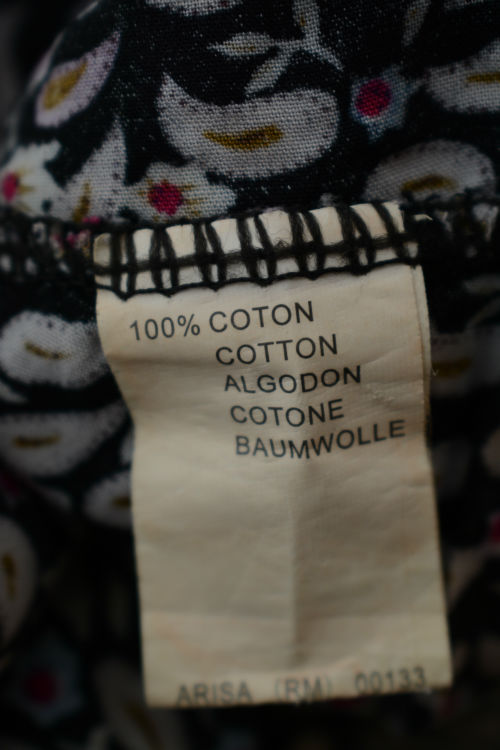 100% COTON
COTTON
ALGODON
COTONE
BAUMWOLLE
ARISA (RM) 00133